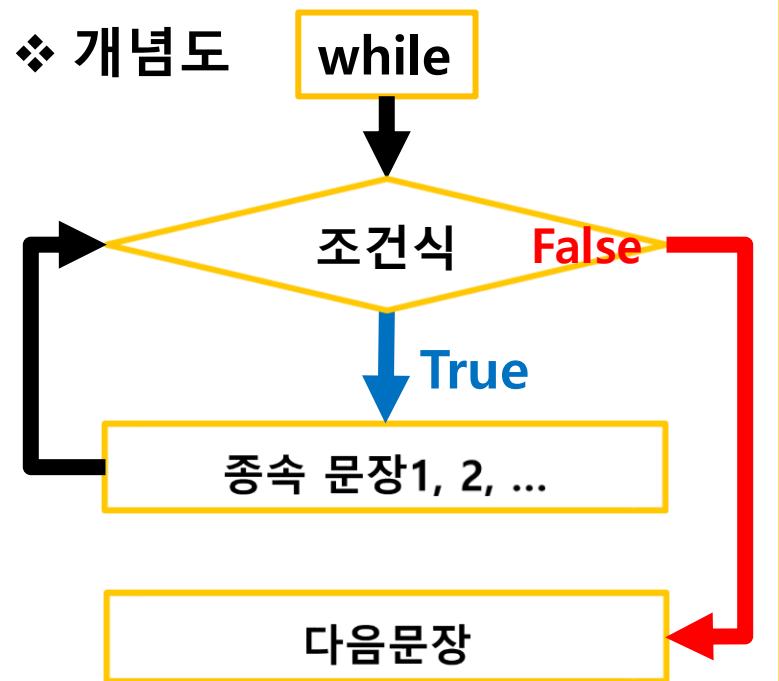 ❖ 개념도
while
조건식
False
True
종속 문장1, 2, ...
다음문장